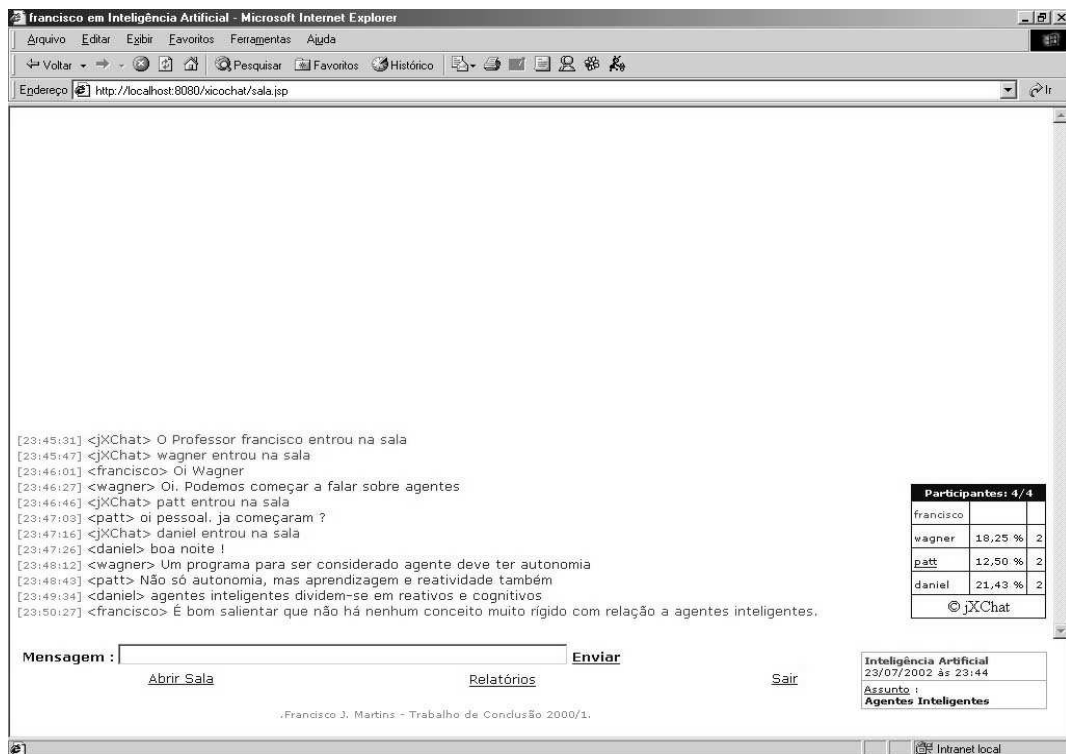 francisco em Inteligência Artificial - Microsoft Internet Explorer
Arquivo Editar Exibir Favoritos Ferramentas Ajuda
Voltar Pesquisar Favoritos Histórico
Endereço http://localhost:8080/xicochat/sala.jsp Ir
[23:45:31] <jXChat> O Professor francisco entrou na sala
[23:45:47] <jXChat> wagner entrou na sala
[23:46:01] <francisco> Oi Wagner
[23:46:27] <wagner> Oi. Podemos começar a falar sobre agentes
[23:46:46] <jXChat> patt entrou na sala
[23:47:03] <patt> oi pessoal. ja começaram ?
[23:47:16] <jXChat> daniel entrou na sala
[23:47:26] <daniel> boa noite !
[23:48:12] <wagner> Um programa para ser considerado agente deve ter autonomia
[23:48:43] <patt> Não só autonomia, mas aprendizagem e reatividade também
[23:49:34] <daniel> agentes inteligentes dividem-se em reativos e cognitivos
[23:50:27] <francisco> É bom salientar que não há nenhum conceito muito rígido com relação a agentes inteligentes.
Participantes: 4/4
francisco
wagner 18,25 % 2
patt 12,50 % 2
daniel 21,43 % 2
© jXChat
Mensagem : Enviar
Abrir Sala Relatórios Sair
.Francisco J. Martins - Trabalho de Conclusão 2000/1.
Inteligência Artificial
23/07/2002 às 23:44
Assunto :
Agentes Inteligentes
Intranet local